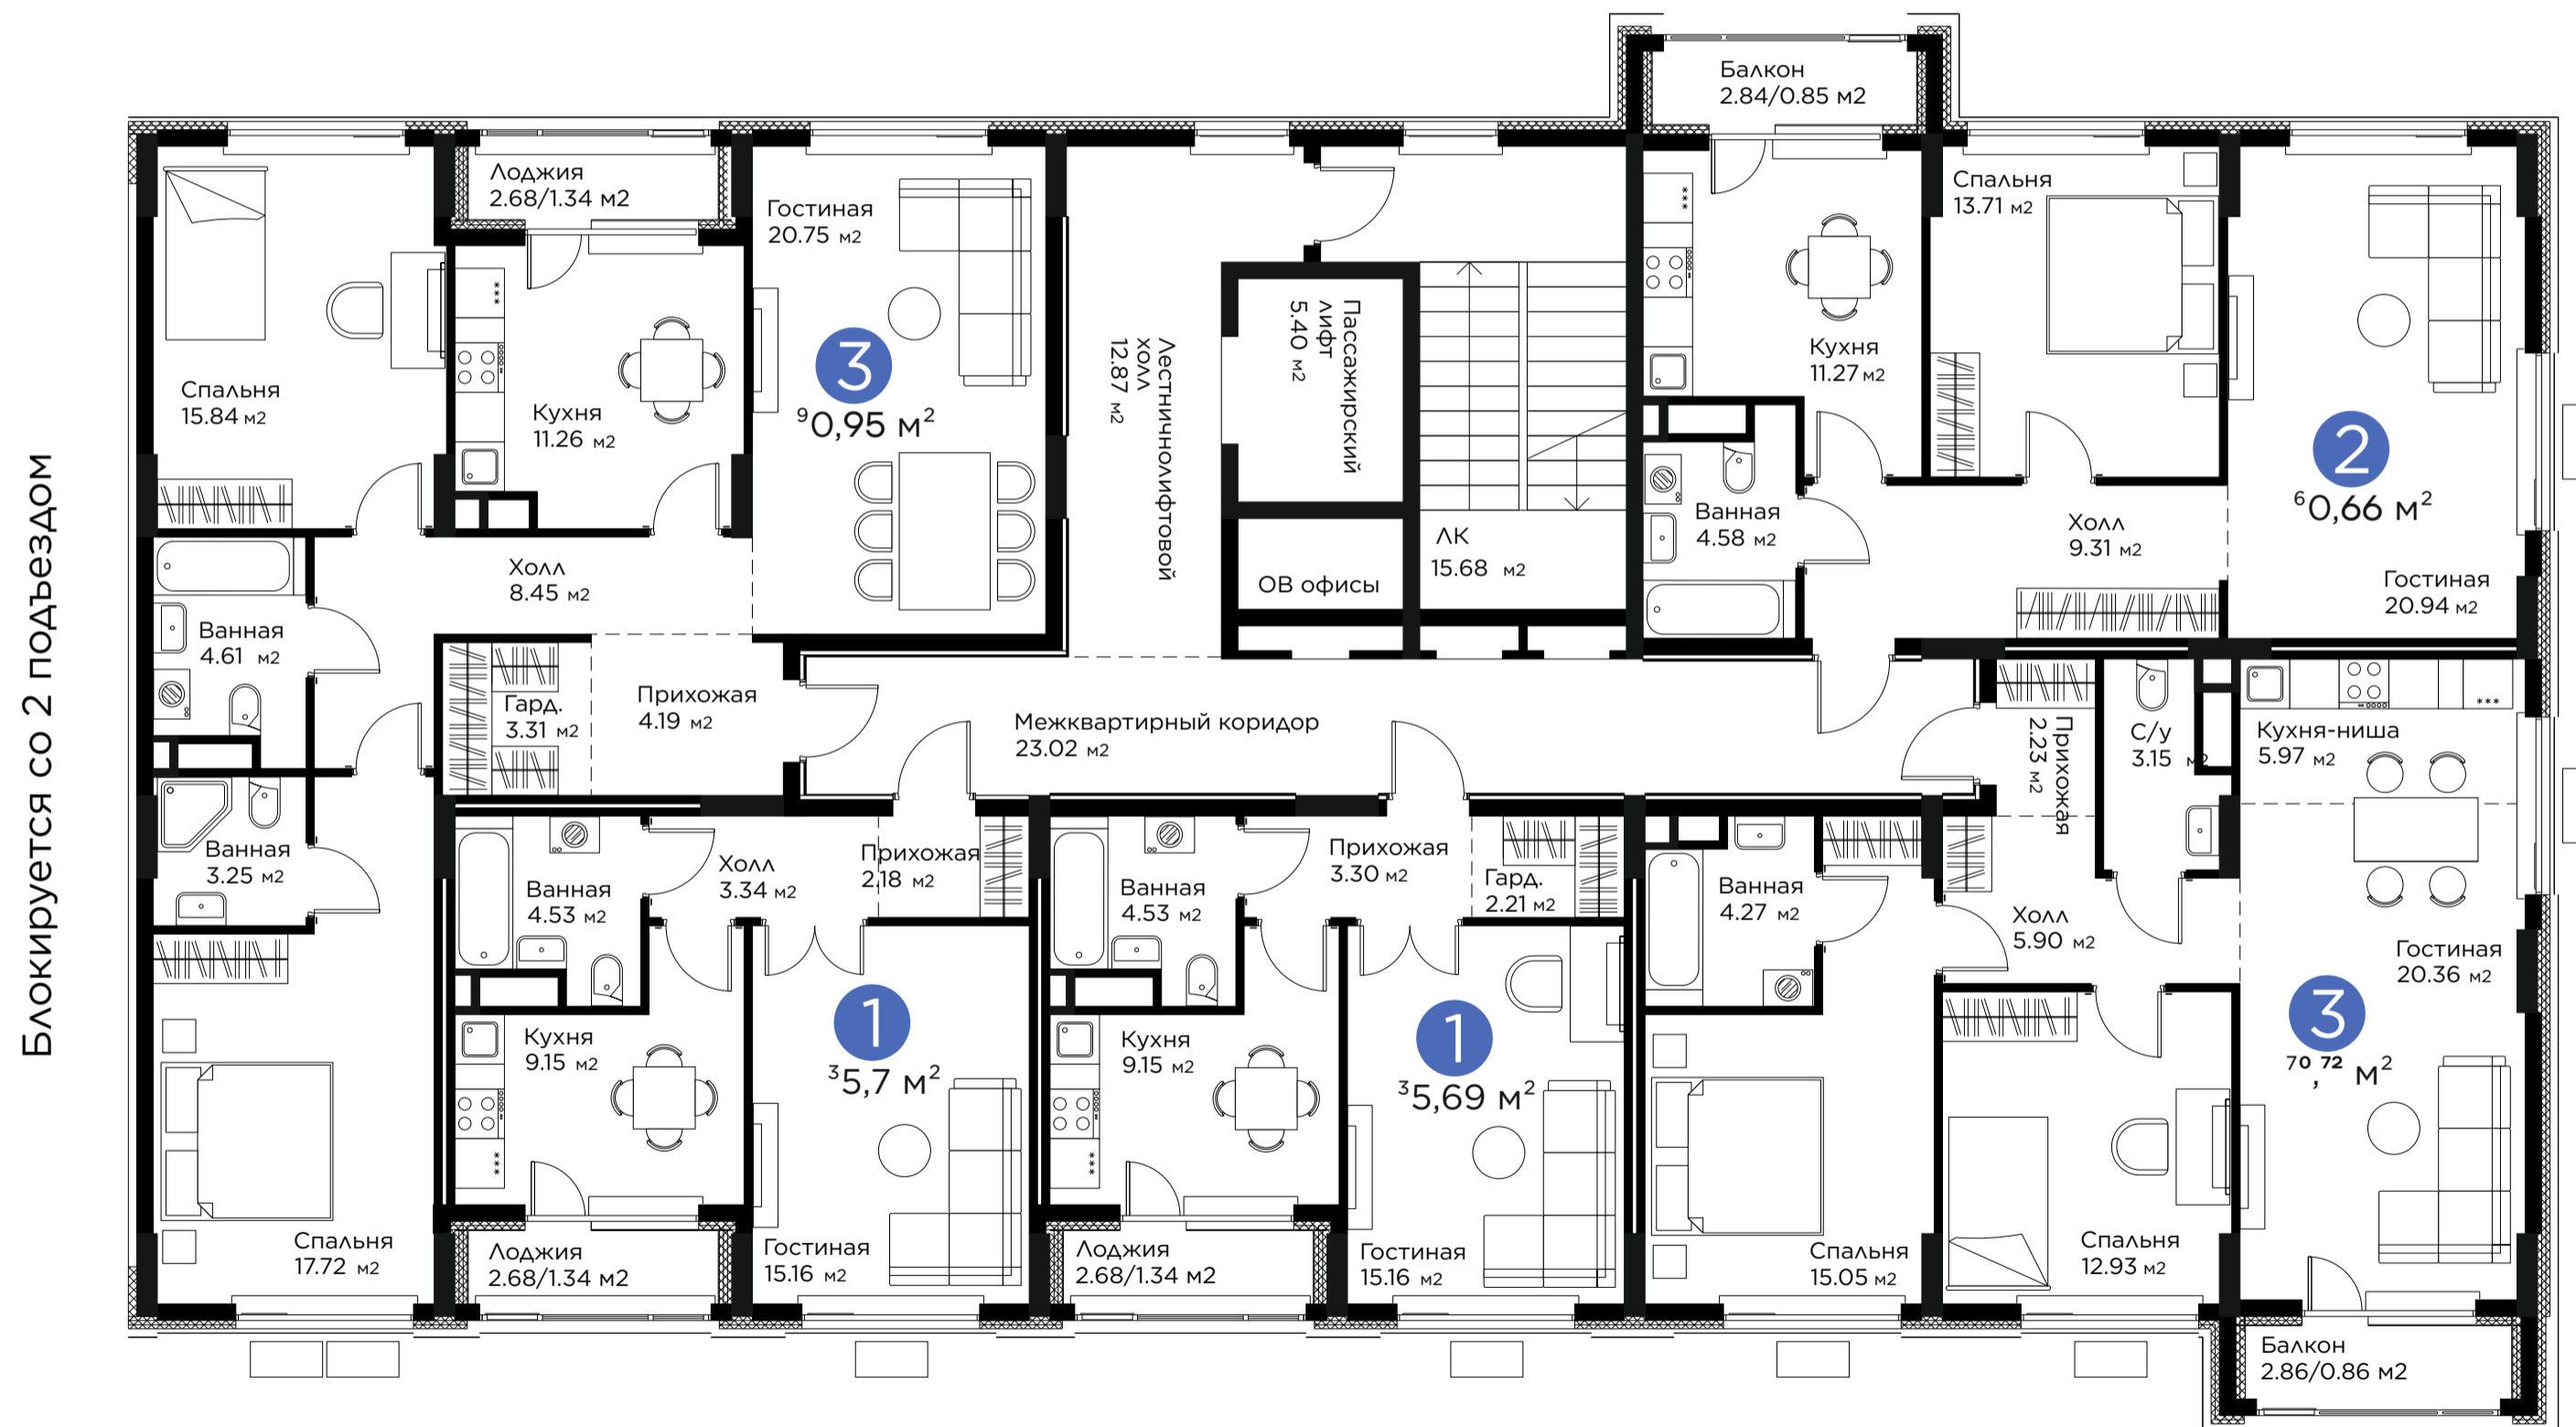 Блокируется со 2 подъездом
Балкон
2.84/0.85 м2
Лоджия
2.68/1.34 м2
Гостиная
20.75 м2
Спальня
13.71 м2
Пассажирский
лифт
5.40 м2
Лестничнолифтовой
холл
12.87 м2
3
90,95 м²
Спальня
15.84 м2
Кухня
11.26 м2
Кухня
11.27 м2
2
60,66 м²
Ванная
4.58 м2
Холл
9.31 м2
ЛК
15.68 м2
ОВ офисы
Гостиная
20.94 м2
Холл
8.45 м2
Ванная
4.61 м2
Гард.
3.31 м2
Прихожая
4.19 м2
Межквартирный коридор
23.02 м2
Прихожая
2.23 м2
С/у
3.15 м2
Кухня-ниша
5.97 м2
Ванная
3.25 м2
Ванная
4.53 м2
Холл
3.34 м2
Прихожая
2.18 м2
Ванная
4.53 м2
Прихожая
3.30 м2
Гард.
2.21 м2
Ванная
4.27 м2
Холл
5.90 м2
Гостиная
20.36 м2
3
70,72 м²
Кухня
9.15 м2
1
35,7 м²
Кухня
9.15 м2
1
35,69 м²
Спальня
17.72 м2
Лоджия
2.68/1.34 м2
Гостиная
15.16 м2
Лоджия
2.68/1.34 м2
Гостиная
15.16 м2
Спальня
15.05 м2
Спальня
12.93 м2
Балкон
2.86/0.86 м2